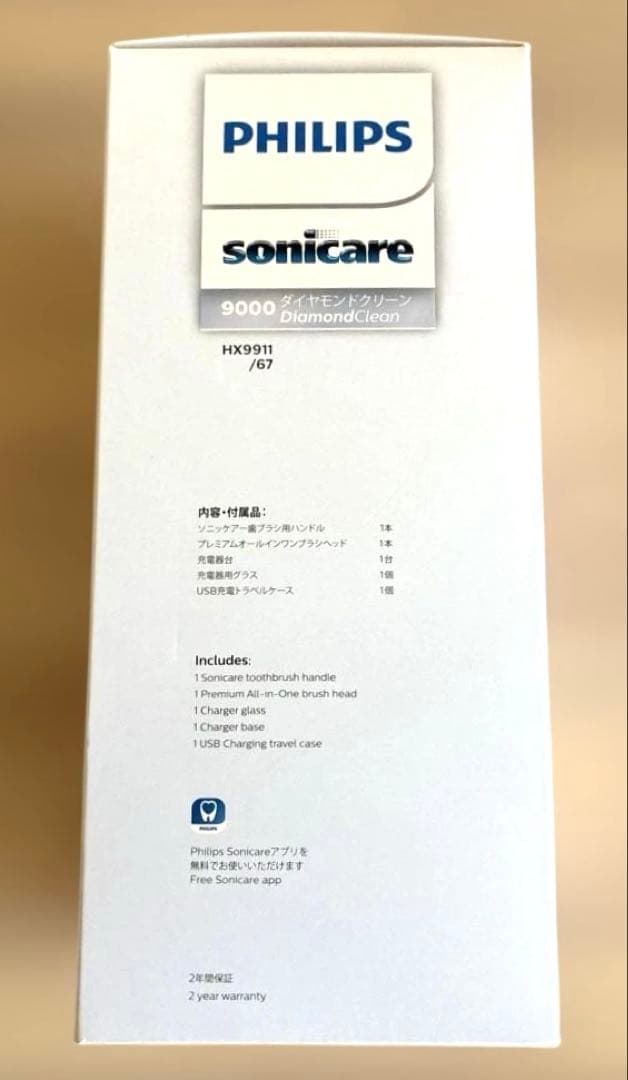 PHILIPS
sonicare
9000 ダイヤモンドクリーン
DiamondClean
HX9911
/67
内容・付属品：
ソニッケアー歯ブラシ用ハンドル 1本
プレミアムオールインワンブラシヘッド 1本
充電器台 1台
充電器用グラス 1個
USB充電トラベルケース 1個
Includes:
1 Sonicare toothbrush handle
1 Premium All-in-One brush head
1 Charger glass
1 Charger base
1 USB Charging travel case
PHILIPS
Philips Sonicareアプリを
無料でお使いいただけます
Free Sonicare app
2年間保証
2 year warranty